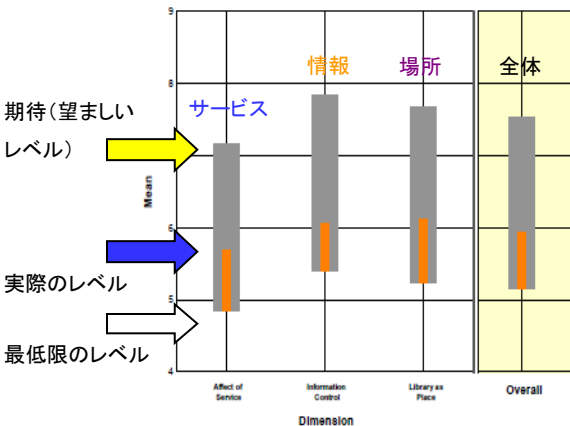 9
8
6
5
4
Mean
情報
場所
全体
サービス
期待（望ましい
レベル）
実際のレベル
最低限のレベル
Affect of
Service
Information
Control
Library as
Place
Overall
Dimension